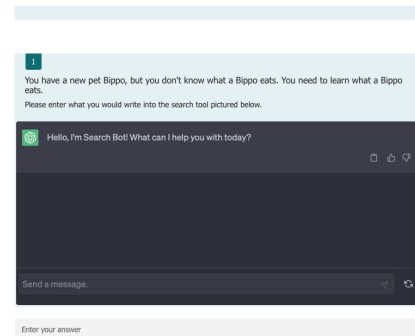 1
You have a new pet Bippo, but you don't know what a Bippo eats. You need to learn what a Bippo
eats.
Please enter what you would write into the search tool pictured below.
Hello, I'm Search Bot! What can I help you with today?
Send a message.
Enter your answer